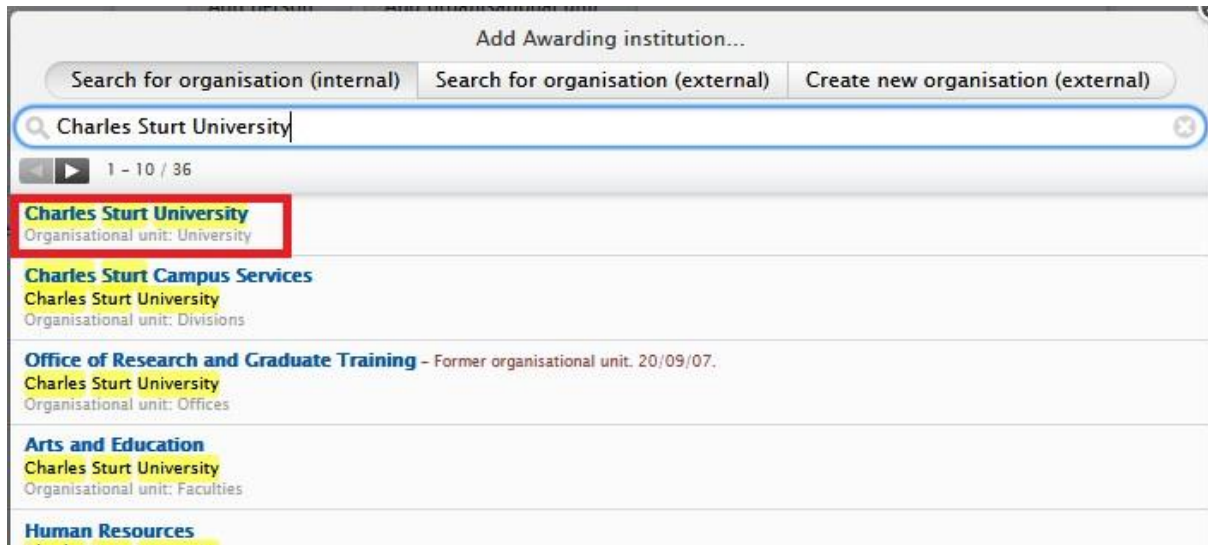 Add Awarding institution...
Search for organisation (internal) Search for organisation (external) Create new organisation (external)
Charles Sturt University
1 - 10 / 36
Charles Sturt University
Organisational unit: University
Charles Sturt Campus Services
Charles Sturt University
Organisational unit: Divisions
Office of Research and Graduate Training – Former organisational unit. 20/09/07.
Charles Sturt University
Organisational unit: Offices
Arts and Education
Charles Sturt University
Organisational unit: Faculties
Human Resources